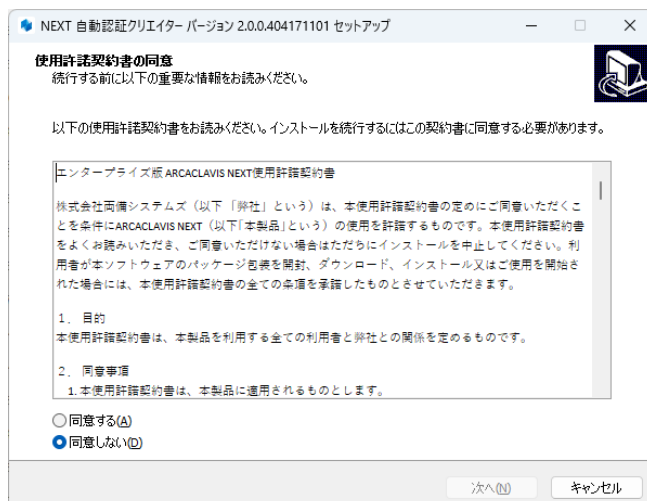 NEXT 自動認証クリエイター バージョン 2.0.0.404171101 セットアップ
使用許諾契約書の同意
続行する前に以下の重要な情報をお読みください。
以下の使用許諾契約書をお読みください。インストールを続行するにはこの契約書に同意する必要があります。
エンタープライズ版 ARCACLAVIS NEXT使用許諾契約書
株式会社両備システムズ（以下 「弊社」という）は、本使用許諾契約書の定めにご同意いただくこ
とを条件にARCACLAVIS NEXT（以下「本製品」という）の使用を許諾するものです。本使用許諾契約書
をよくお読みいただき、ご同意いただけない場合はただちにインストールを中止してください。利
用者が本ソフトウェアのパッケージ包装を開封、ダウンロード、インストール又はご使用を開始さ
れた場合には、本使用許諾契約書の全ての条項を承諾したものとさせていただきます。
１． 目的
本使用許諾契約書は、本製品を利用する全ての利用者と弊社との関係を定めるものです。
２． 同意事項
1. 本使用許諾契約書は、本製品に適用されるものとします。
同意する(A)
同意しない(D)
次へ(N)
キャンセル